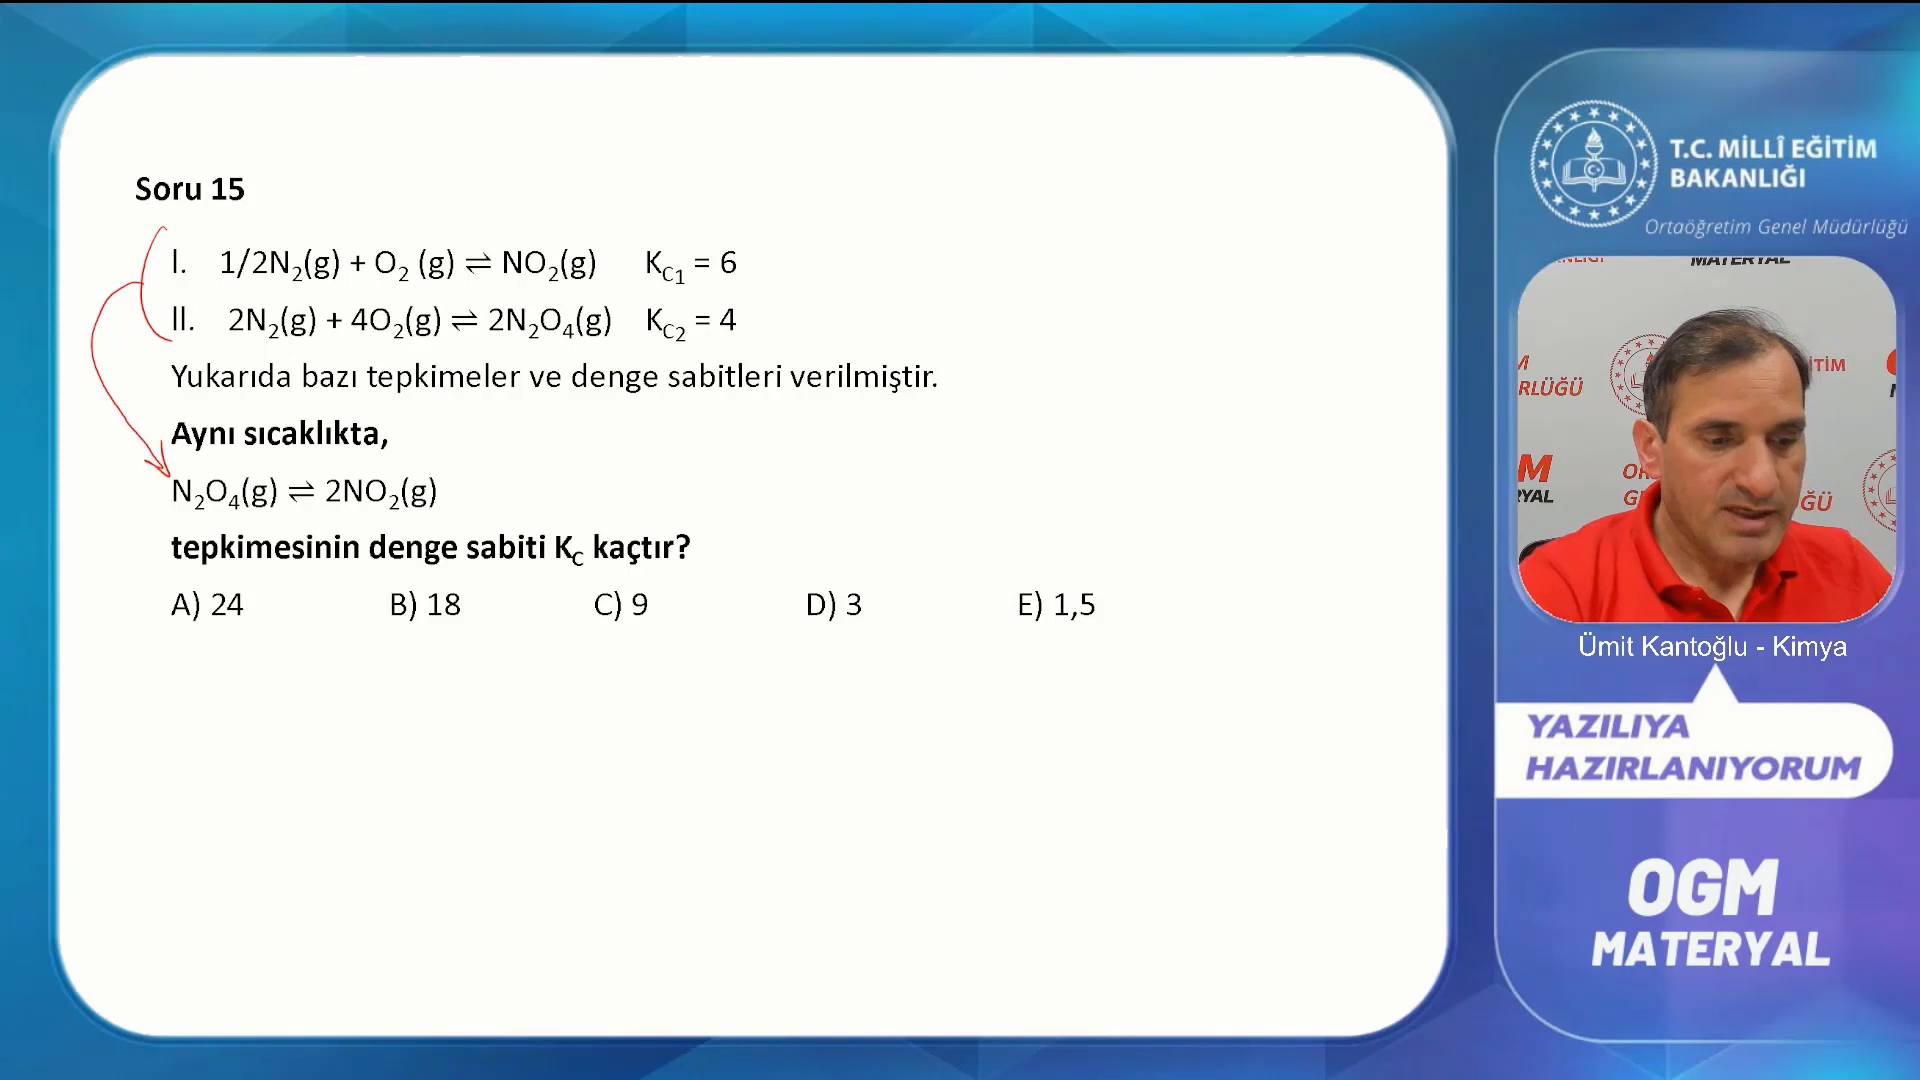 Soru 15
I. 1/2N₂(g) + O₂ (g) ⇌ NO₂(g) K_C1 = 6
II. 2N₂(g) + 4O₂(g) ⇌ 2N₂O₄(g) K_C2 = 4
Yukarıda bazı tepkimeler ve denge sabitleri verilmiştir.
Aynı sıcaklıkta,
N₂O₄(g) ⇌ 2NO₂(g)
tepkimesinin denge sabiti K_C kaçtır?
A) 24 B) 18 C) 9 D) 3 E) 1,5
T.C. MİLLÎ EĞİTİM
BAKANLIĞI
Ortaöğretim Genel Müdürlüğü
MATERYAL
Ümit Kantoğlu - Kimya
YAZILIYA
HAZIRLANIYORUM
OGM
MATERYAL